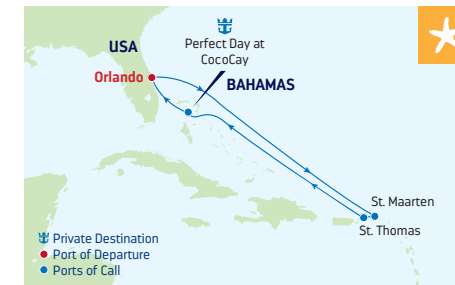 USA
Perfect Day at
CocoCay
Orlando
BAHAMAS
St. Maarten
St. Thomas
Private Destination
Port of Departure
Ports of Call